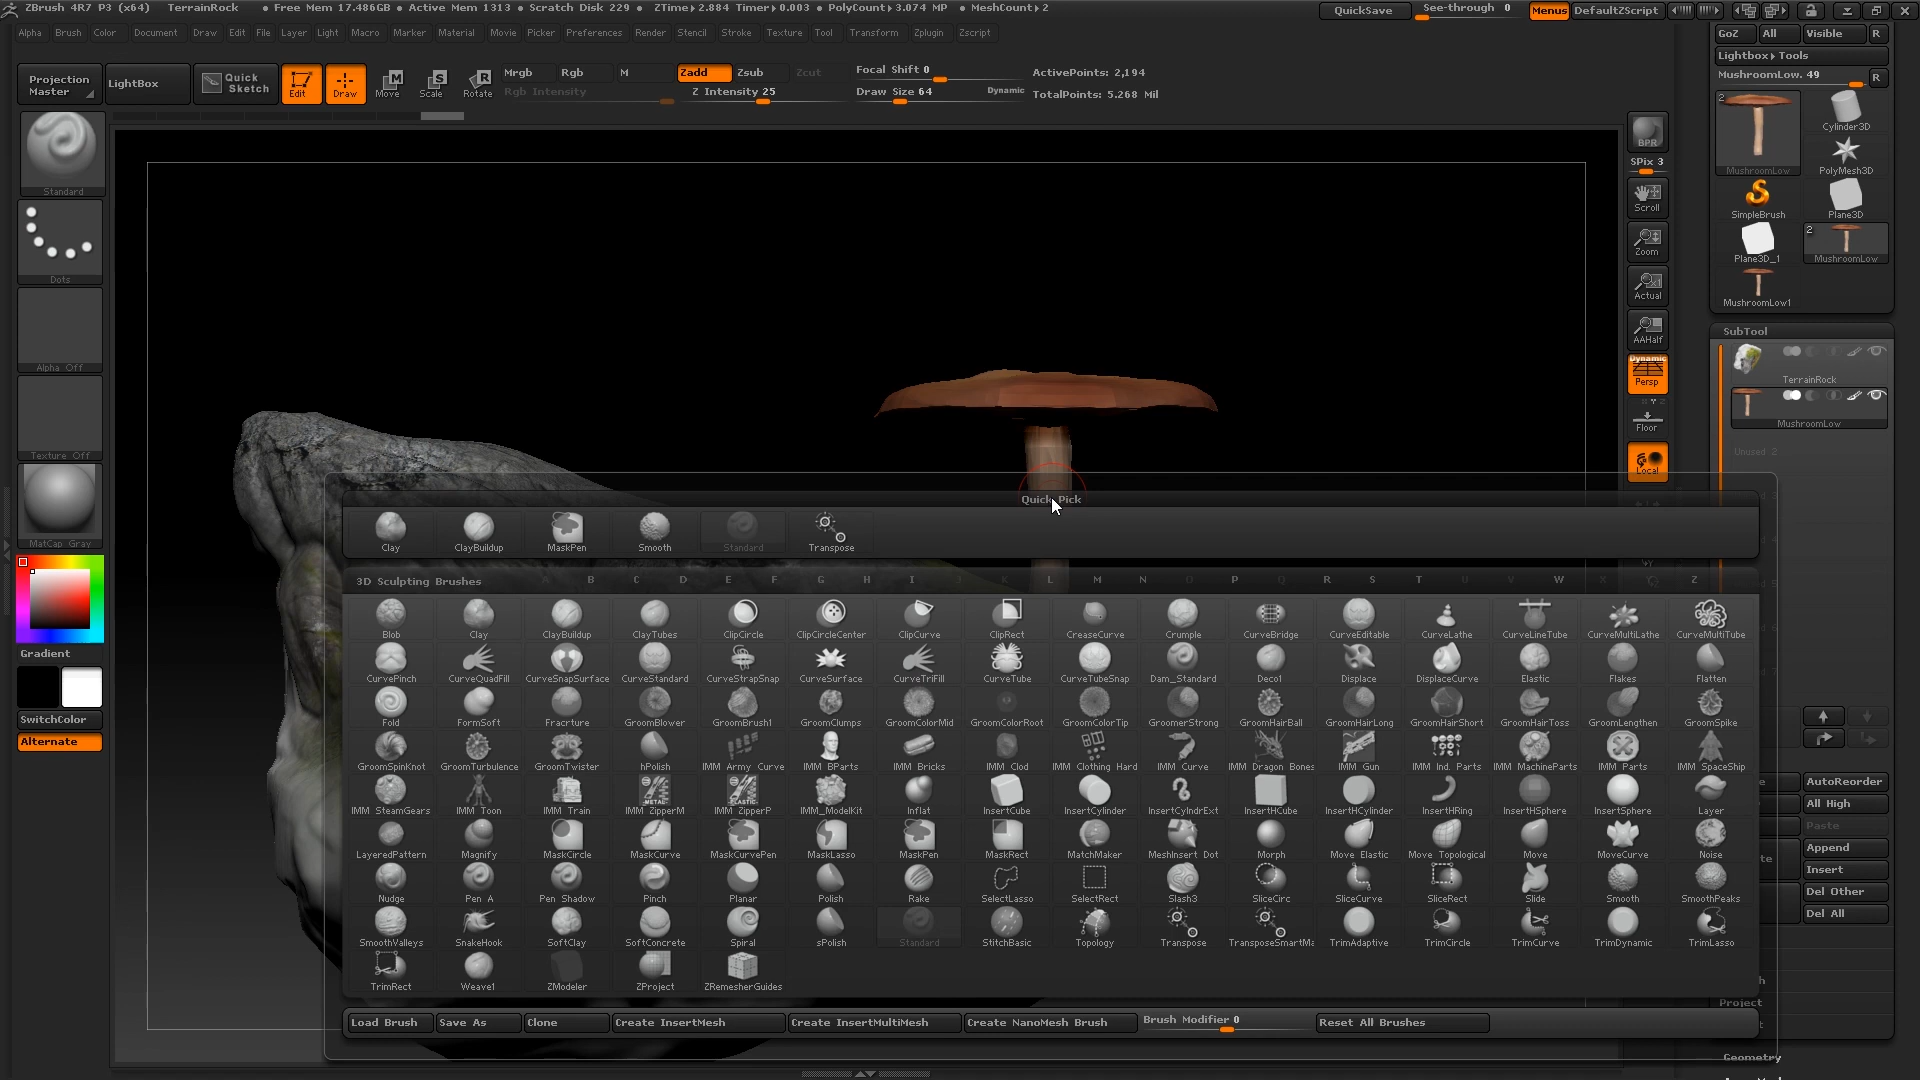 ZBrush 4R7 P3 (x64) TerrainRock • Free Mem 17.486GB • Active Mem 1313 • Scratch Disk 229 • ZTime▸2.884 Timer▸0.003 • PolyCount▸3.074 MP • MeshCount▸2 QuickSave See-through 0 Menus DefaultZScript
Alpha Brush Color Document Draw Edit File Layer Light Macro Marker Material Movie Picker Preferences Render Stencil Stroke Texture Tool Transform Zplugin Zscript
GoZ All Visible R
Lightbox▸Tools
MushroomLow. 49 R
Projection Master LightBox Quick Sketch Edit Draw Move Scale Rotate
Mrgb Rgb M Zadd Zsub Zcut Focal Shift 0 ActivePoints: 2,194
Rgb Intensity Z Intensity 25 Draw Size 64 Dynamic TotalPoints: 5.268 Mil
Standard
Dots
Alpha Off
Texture Off
MatCap Gray
Gradient
SwitchColor
Alternate
BPR
SPix 3
Scroll
Zoom
Actual
AAHalf
Dynamic
Persp
Floor
Local
2
MushroomLow
Cylinder3D
PolyMesh3D
SimpleBrush Plane3D
Plane3D_1 2 MushroomLow
MushroomLow1
SubTool
TerrainRock
MushroomLow
Unused 2
Quick Pick
Clay ClayBuildup MaskPen Smooth Standard Transpose
3D Sculpting Brushes A B C D E F G H I J K L M N O P Q R S T U V W X Y Z
Blob Clay ClayBuildup ClayTubes ClipCircle ClipCircleCenter ClipCurve ClipRect CreaseCurve Crumple CurveBridge CurveEditable CurveLathe CurveLineTube CurveMultiLathe CurveMultiTube
CurvePinch CurveQuadFill CurveSnapSurface CurveStandard CurveStrapSnap CurveSurface CurveTriFill CurveTube CurveTubeSnap Dam_Standard Deco1 Displace DisplaceCurve Elastic Flakes Flatten
Fold FormSoft Fracrture GroomBlower GroomBrush1 GroomClumps GroomColorMid GroomColorRoot GroomColorTip GroomerStrong GroomHairBall GroomHairLong GroomHairShort GroomHairToss GroomLengthen GroomSpike
GroomSpinKnot GroomTurbulence GroomTwister hPolish IMM Army Curve IMM BParts IMM Bricks IMM Clod IMM Clothing Hard IMM Curve IMM Dragon Bones IMM Gun IMM Ind. Parts IMM MachineParts IMM Parts IMM SpaceShip
IMM SteamGears IMM Toon IMM Train IMM ZipperM IMM ZipperP IMM_ModelKit Inflat InsertCube InsertCylinder InsertCylndrExt InsertHCube InsertHCylinder InsertHRing InsertHSphere InsertSphere Layer
LayeredPattern Magnify MaskCircle MaskCurve MaskCurvePen MaskLasso MaskPen MaskRect MatchMaker MeshInsert Dot Morph Move Elastic Move Topological Move MoveCurve Noise
Nudge Pen A Pen Shadow Pinch Planar Polish Rake SelectLasso SelectRect Slash3 SliceCirc SliceCurve SliceRect Slide Smooth SmoothPeaks
SmoothValleys SnakeHook SoftClay SoftConcrete Spiral sPolish Standard StitchBasic Topology Transpose TransposeSmartMa TrimAdaptive TrimCircle TrimCurve TrimDynamic TrimLasso
TrimRect Weave1 ZModeler ZProject ZRemesherGuides
Load Brush Save As Clone Create InsertMesh Create InsertMultiMesh Create NanoMesh Brush Brush Modifier 0 Reset All Brushes
AutoReorder
All High
Paste
Append
Insert
Del Other
Del All
Project
Geometry